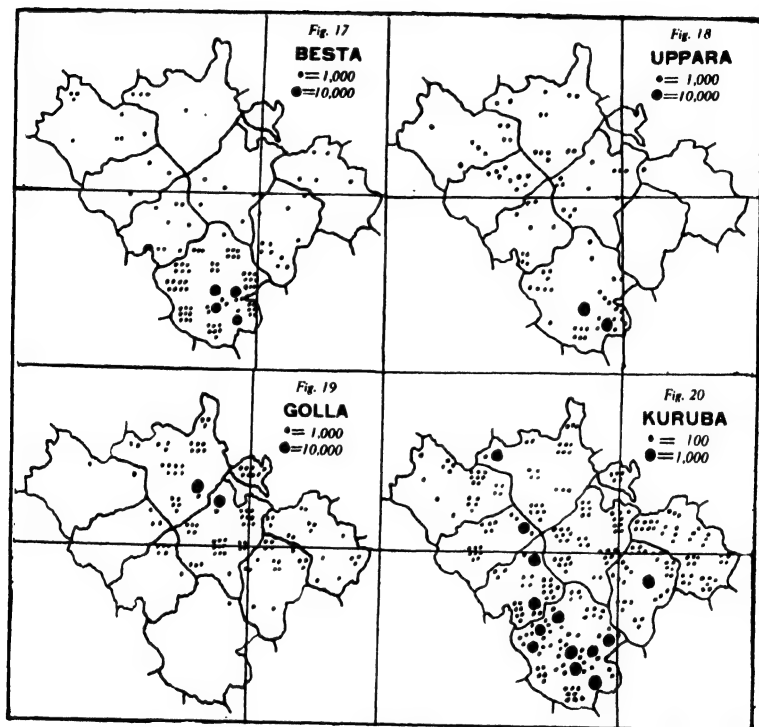 Fig. 17
BESTA
•= 1,000
●=10,000
Fig. 18
UPPARA
•= 1,000
●=10,000
Fig. 19
GOLLA
•= 1,000
●=10,000
Fig. 20
KURUBA
• = 100
●=1,000